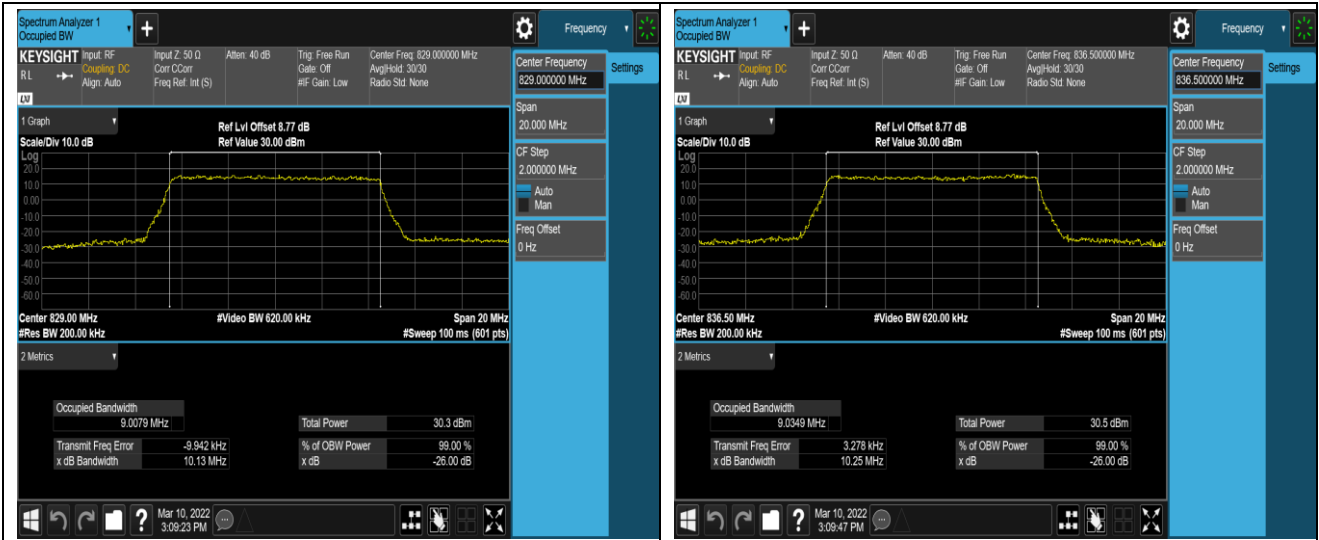 Spectrum Analyzer 1
Occupied BW
Frequency
KEYSIGHT
RL
LXI
Input: RF
Coupling: DC
Align: Auto
Input Z: 50 Ω
Corr CCorr
Freq Ref: Int (S)
Atten: 40 dB
Trig: Free Run
Gate: Off
#IF Gain: Low
Center Freq: 829.000000 MHz
Avg|Hold: 30/30
Radio Std: None
Center Frequency
829.000000 MHz
Settings
Span
20.000 MHz
CF Step
2.000000 MHz
Auto
Man
Freq Offset
0 Hz
1 Graph
Scale/Div 10.0 dB
Ref Lvl Offset 8.77 dB
Ref Value 30.00 dBm
Log
20.0
10.0
0.00
-10.0
-20.0
-30.0
-40.0
-50.0
-60.0
Center 829.00 MHz
#Video BW 620.00 kHz
Span 20 MHz
#Res BW 200.00 kHz
#Sweep 100 ms (601 pts)
2 Metrics
Occupied Bandwidth
9.0079 MHz
Total Power 30.3 dBm
Transmit Freq Error -9.942 kHz
% of OBW Power 99.00 %
x dB Bandwidth 10.13 MHz
x dB -26.00 dB
?
Mar 10, 2022
3:09:23 PM
Spectrum Analyzer 1
Occupied BW
Frequency
KEYSIGHT
RL
LXI
Input: RF
Coupling: DC
Align: Auto
Input Z: 50 Ω
Corr CCorr
Freq Ref: Int (S)
Atten: 40 dB
Trig: Free Run
Gate: Off
#IF Gain: Low
Center Freq: 836.500000 MHz
Avg|Hold: 30/30
Radio Std: None
Center Frequency
836.500000 MHz
Settings
Span
20.000 MHz
CF Step
2.000000 MHz
Auto
Man
Freq Offset
0 Hz
1 Graph
Scale/Div 10.0 dB
Ref Lvl Offset 8.77 dB
Ref Value 30.00 dBm
Log
20.0
10.0
0.00
-10.0
-20.0
-30.0
-40.0
-50.0
-60.0
Center 836.50 MHz
#Video BW 620.00 kHz
Span 20 MHz
#Res BW 200.00 kHz
#Sweep 100 ms (601 pts)
2 Metrics
Occupied Bandwidth
9.0349 MHz
Total Power 30.5 dBm
Transmit Freq Error 3.278 kHz
% of OBW Power 99.00 %
x dB Bandwidth 10.25 MHz
x dB -26.00 dB
?
Mar 10, 2022
3:09:47 PM